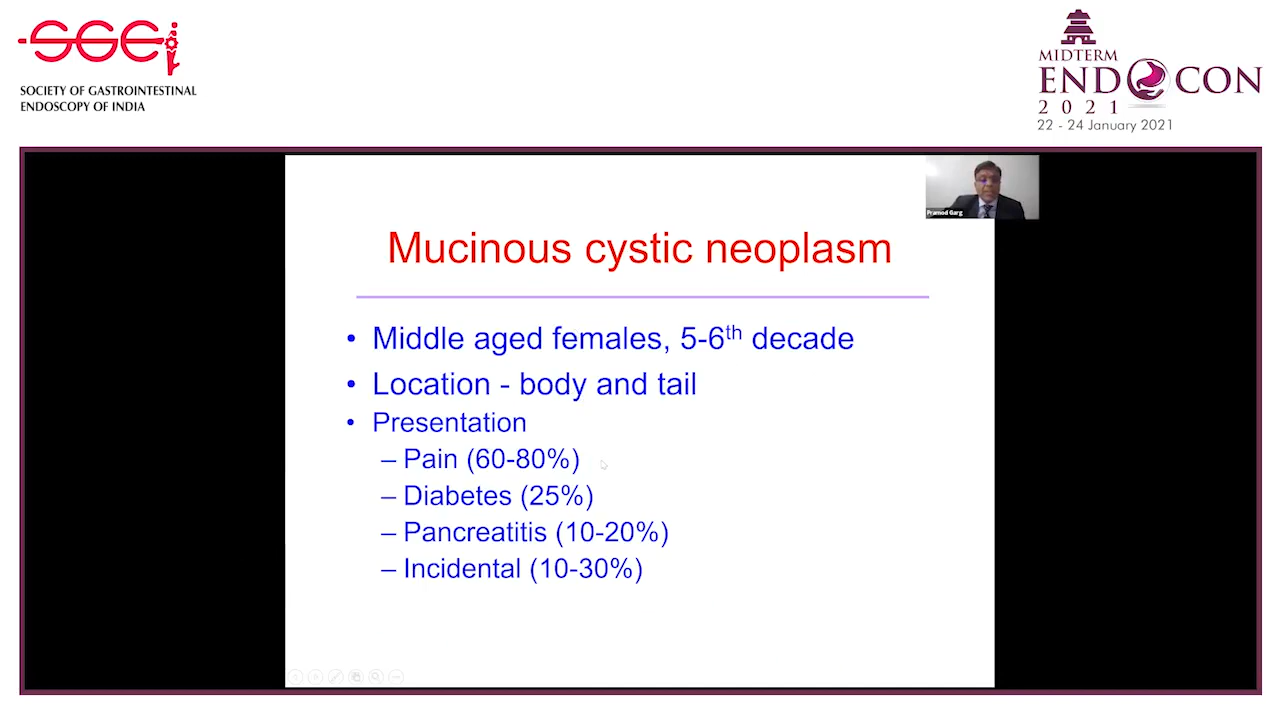 SGEi
SOCIETY OF GASTROINTESTINAL
ENDOSCOPY OF INDIA
MIDTERM
ENDOCON
2021
22 - 24 January 2021
Pramod Garg
Mucinous cystic neoplasm
• Middle aged females, 5-6th decade
• Location - body and tail
• Presentation
– Pain (60-80%)
– Diabetes (25%)
– Pancreatitis (10-20%)
– Incidental (10-30%)